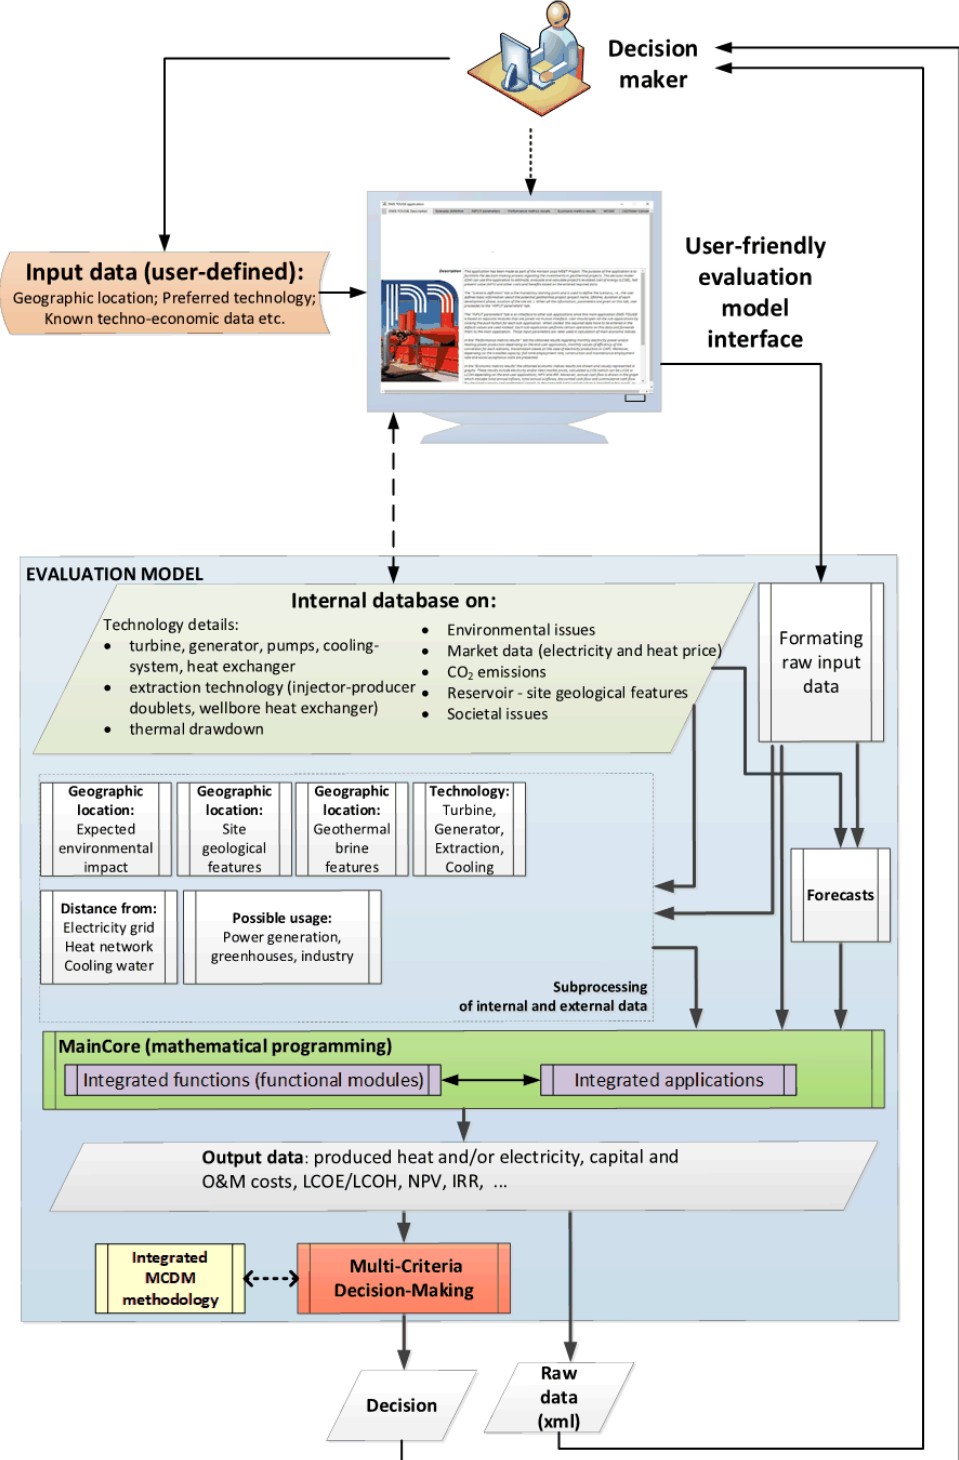 Decision
maker
User-friendly
evaluation
model
interface
Input data (user-defined):
Geographic location; Preferred technology;
Known techno-economic data etc.
Description
EVALUATION MODEL
Internal database on:
Technology details:
• turbine, generator, pumps, cooling-
system, heat exchanger
• extraction technology (injector-producer
doublets, wellbore heat exchanger)
• thermal drawdown
• Environmental issues
• Market data (electricity and heat price)
• CO₂ emissions
• Reservoir - site geological features
• Societal issues
Formating
raw input
data
Geographic
location:
Expected
environmental
impact
Geographic
location:
Site
geological
features
Geographic
location:
Geothermal
brine
features
Technology:
Turbine,
Generator,
Extraction,
Cooling
Forecasts
Distance from:
Electricity grid
Heat network
Cooling water
Possible usage:
Power generation,
greenhouses, industry
Subprocessing
of internal and external data
MainCore (mathematical programming)
Integrated functions (functional modules)
Integrated applications
Output data: produced heat and/or electricity, capital and
O&M costs, LCOE/LCOH, NPV, IRR, ...
Integrated
MCDM
methodology
Multi-Criteria
Decision-Making
Decision
Raw
data
(xml)